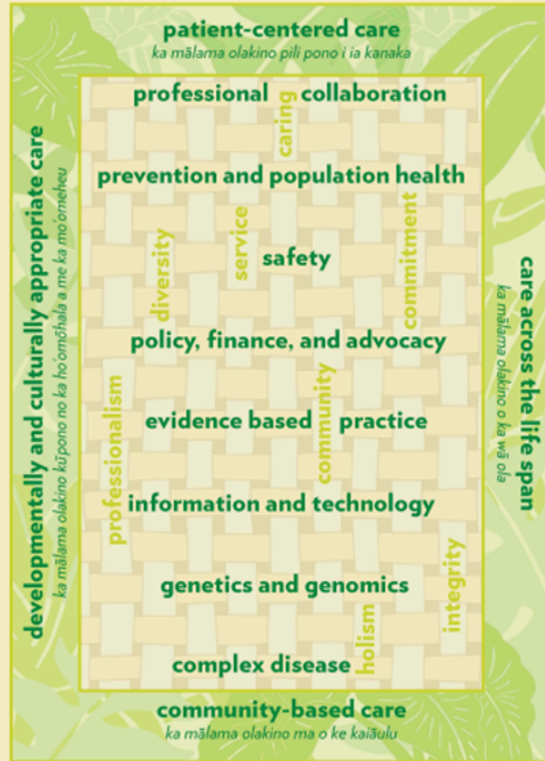 patient-centered care
ka mālama olakino pili pono i ia kanaka
professional collaboration
caring
prevention and population health
service
commitment
diversity
safety
policy, finance, and advocacy
community
professionalism
evidence based practice
information and technology
integrity
genetics and genomics
holism
complex disease
developmentally and culturally appropriate care
ka mālama olakino kūpono no ka ho‘omōhala a me ka mo‘omeheu
care across the life span
ka mālama olakino o ka wā ola
community-based care
ka mālama olakino ma o ke kaiāulu